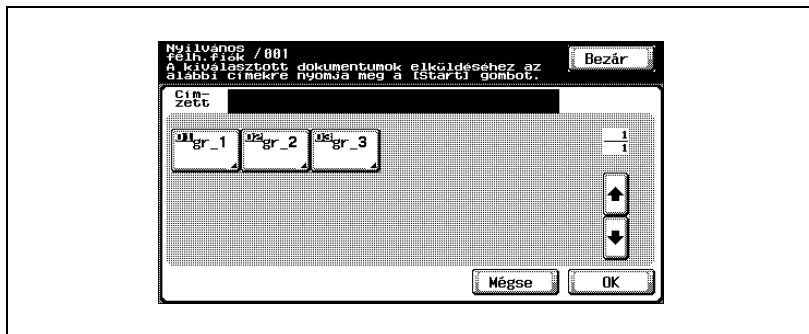 Nyilvános
felh.fiók /001
A kiválasztott dokumentumok elküldéséhez az
alábbi címekre nyomja meg a [Start] gombot.
Bezár
Cím-
zett
01 gr_1 02 gr_2 03 gr_3
1
1
Mégse OK